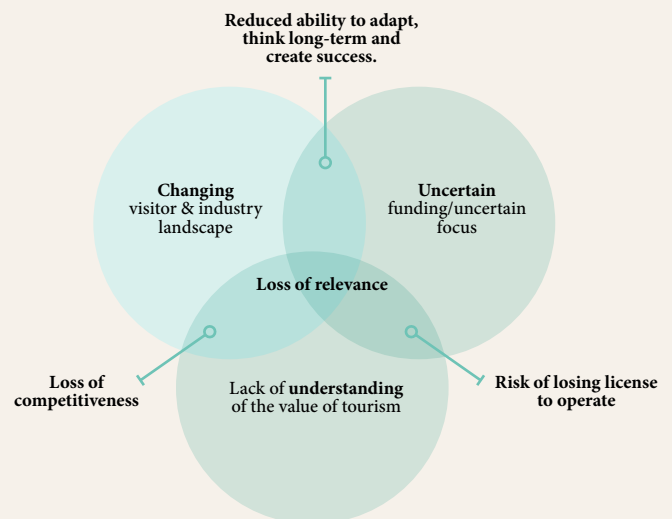 Reduced ability to adapt,
think long-term and
create success.
Changing
visitor & industry
landscape
Uncertain
funding/uncertain
focus
Loss of relevance
Loss of
competitiveness
Lack of understanding
of the value of tourism
Risk of losing license
to operate